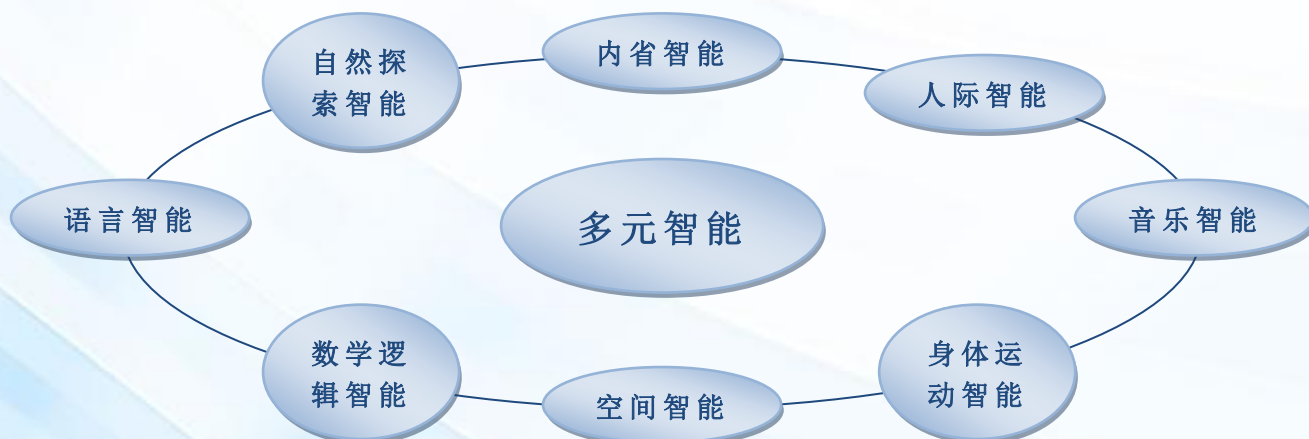 自然探
索智能
内省智能
人际智能
语言智能
多元智能
音乐智能
数学逻
辑智能
空间智能
身体运
动智能